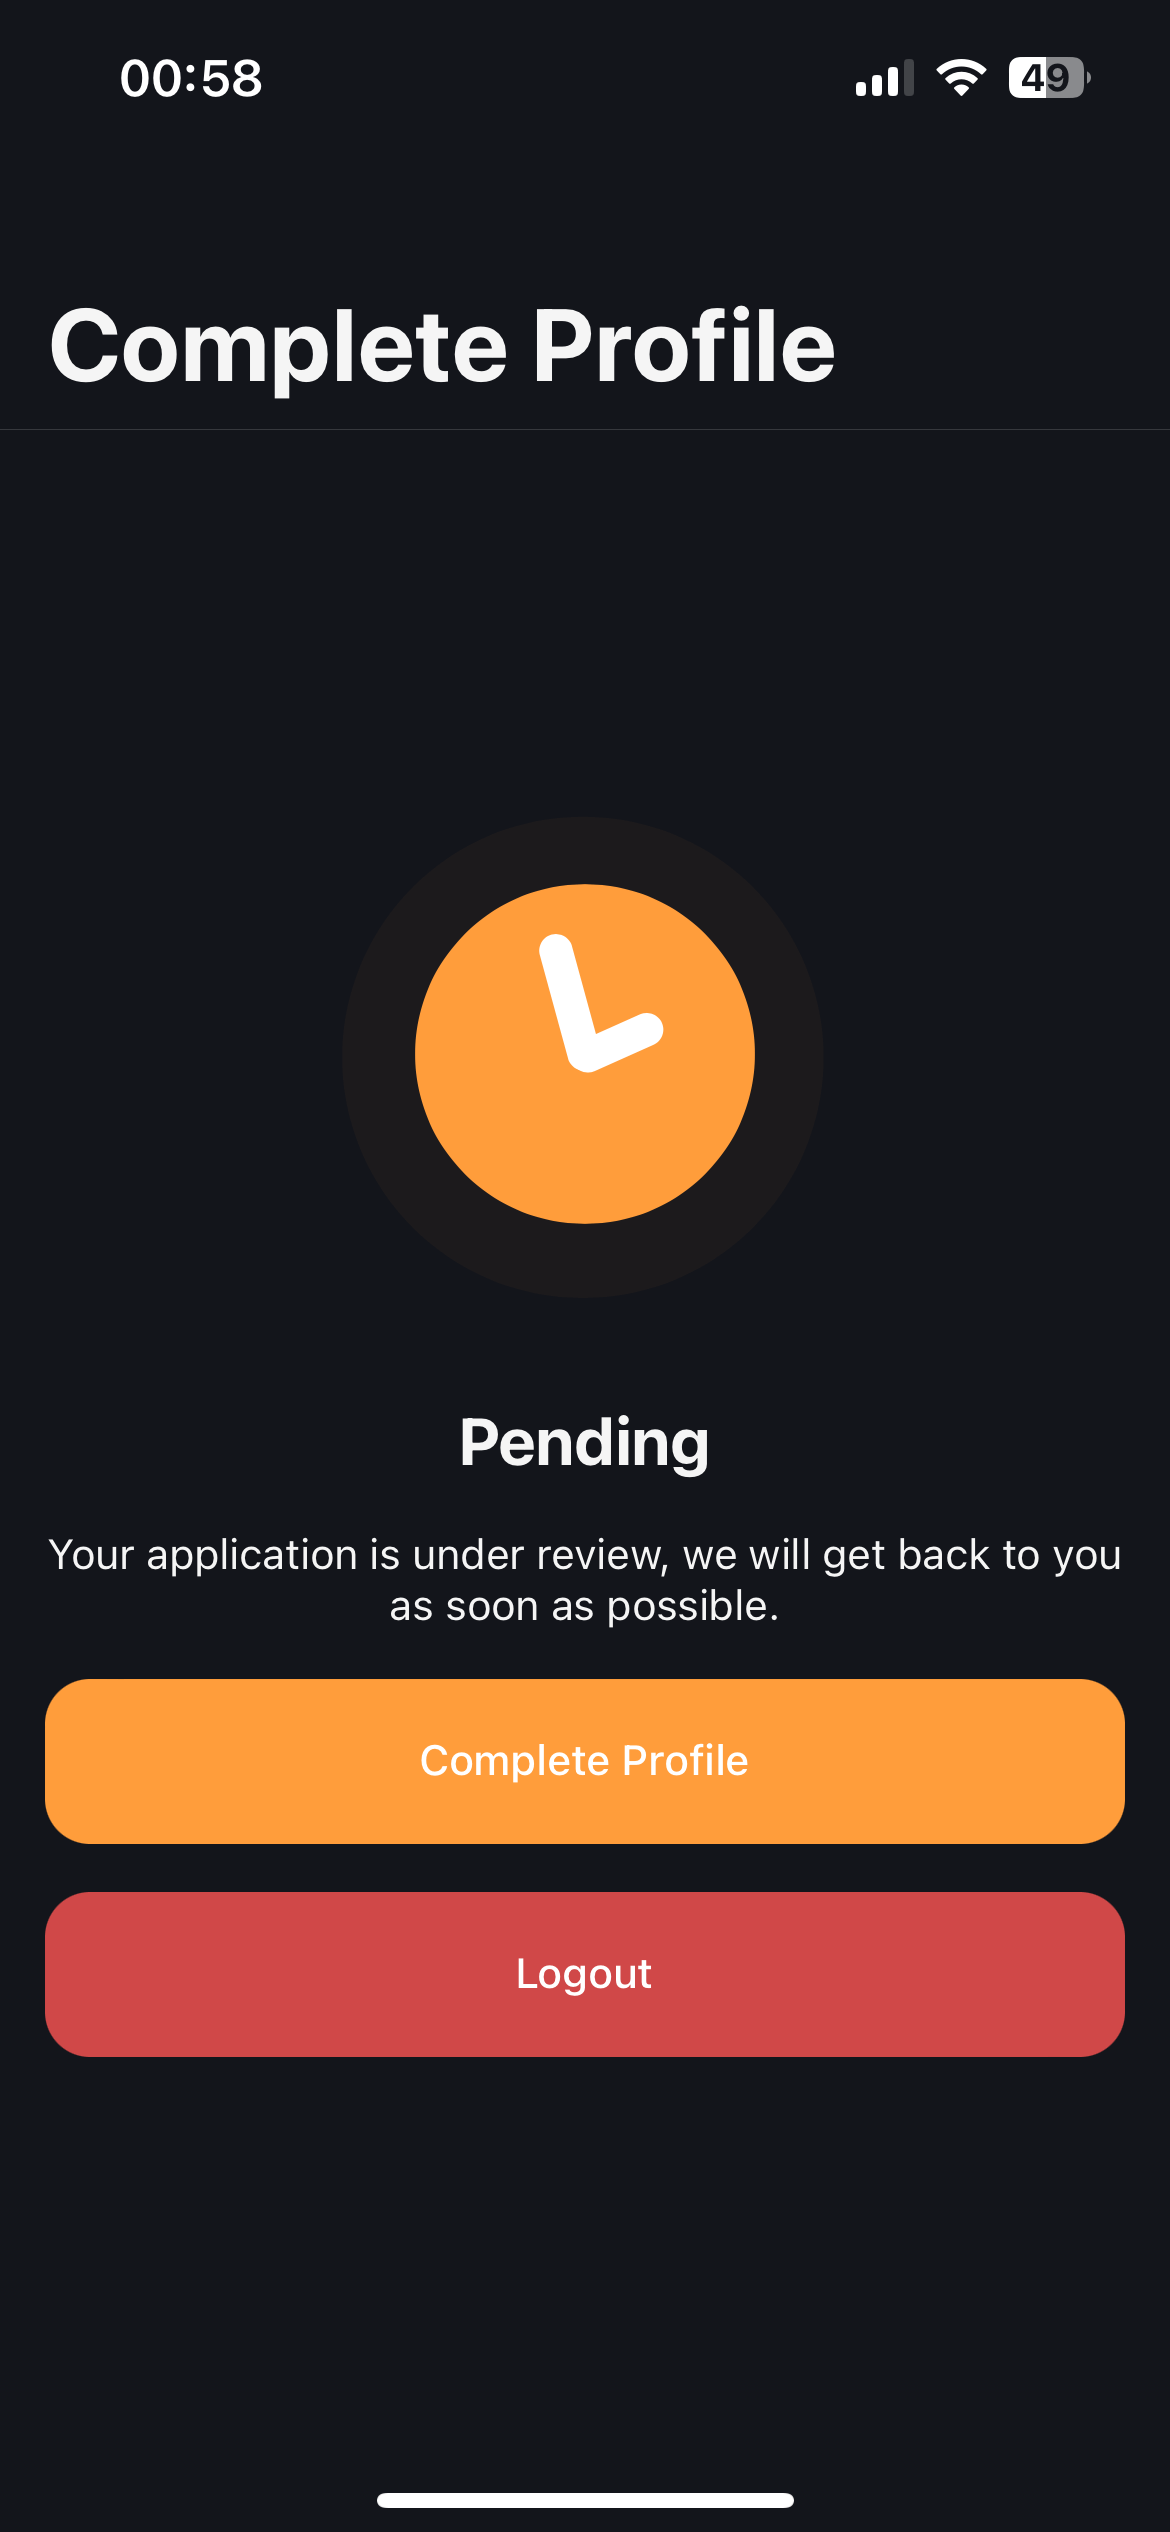 00:58
49
Complete Profile
Pending
Your application is under review, we will get back to you
as soon as possible.
Complete Profile
Logout